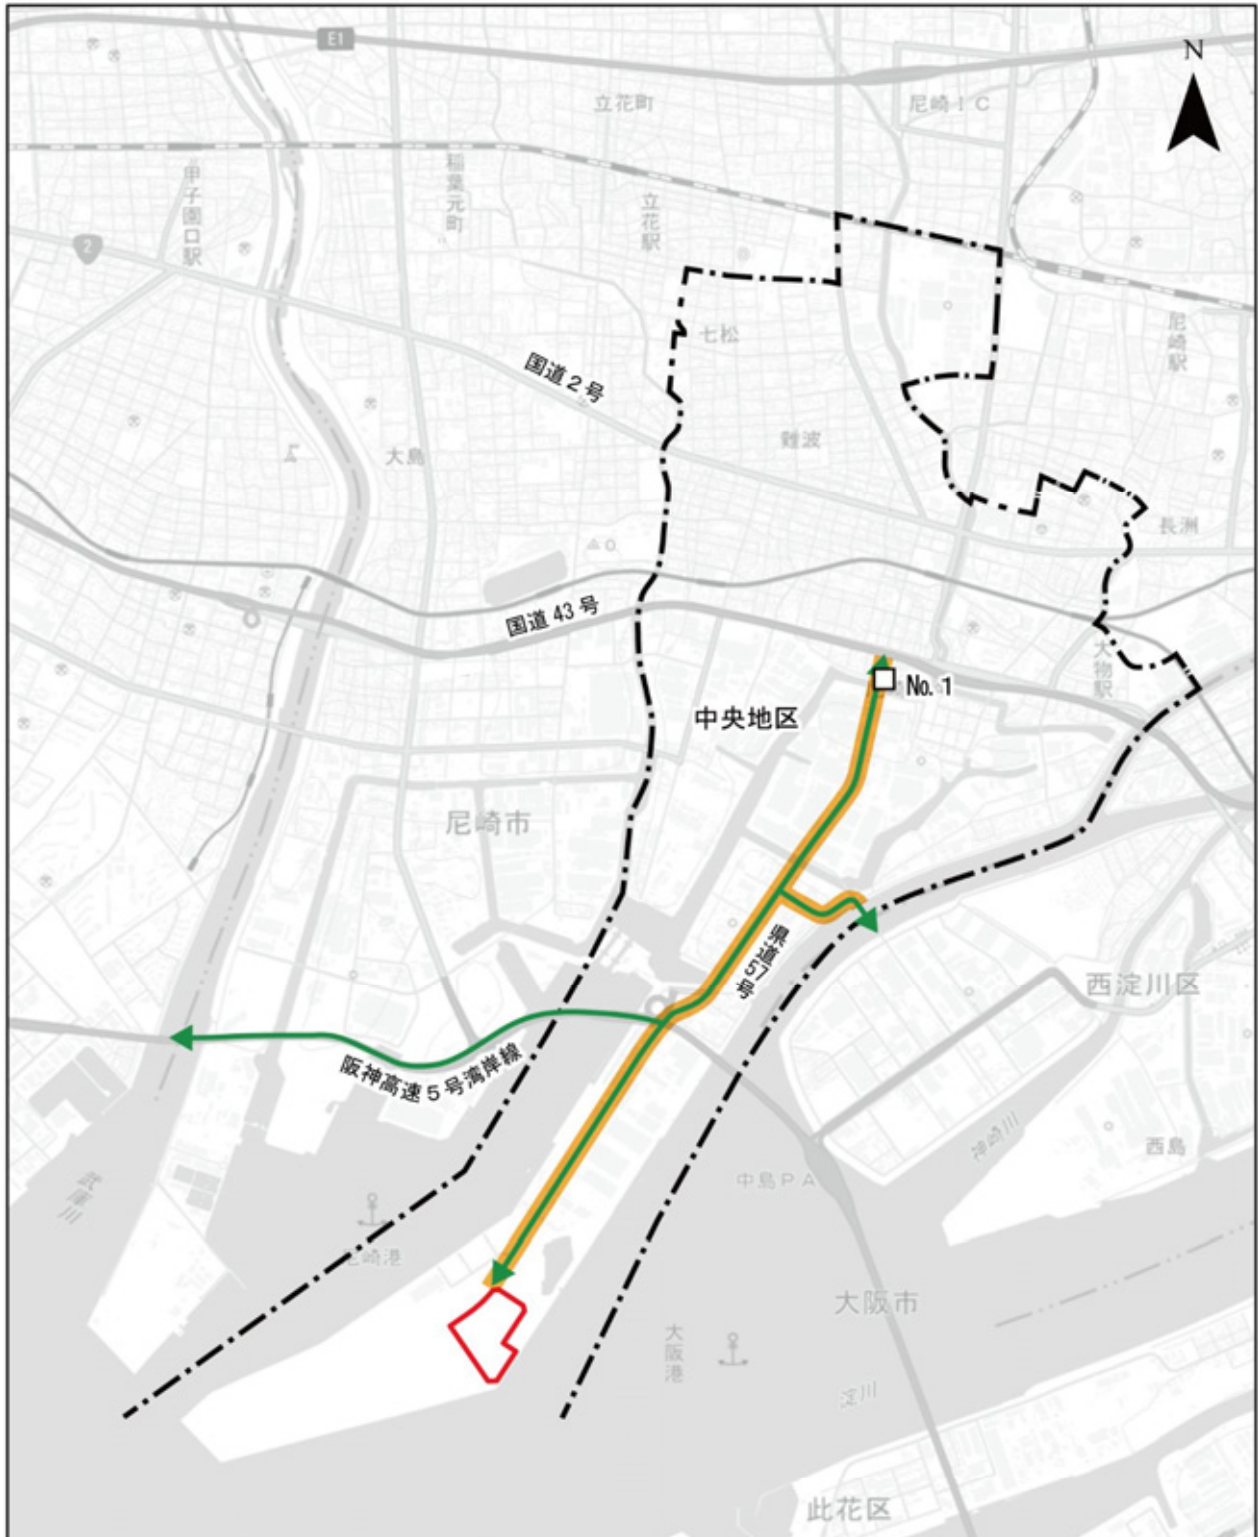 E1
N
立花町
尼崎IC
甲子園口駅
稲葉元町
立花駅
2
七松
尼崎駅
国道2号
難波
大島
長洲
国道43号
大物駅
No. 1
中央地区
尼崎市
県道57号
西淀川区
阪神高速5号湾岸線
神崎川
西島
中島PA
武庫川
尼崎港
大阪市
大阪港
淀川
此花区